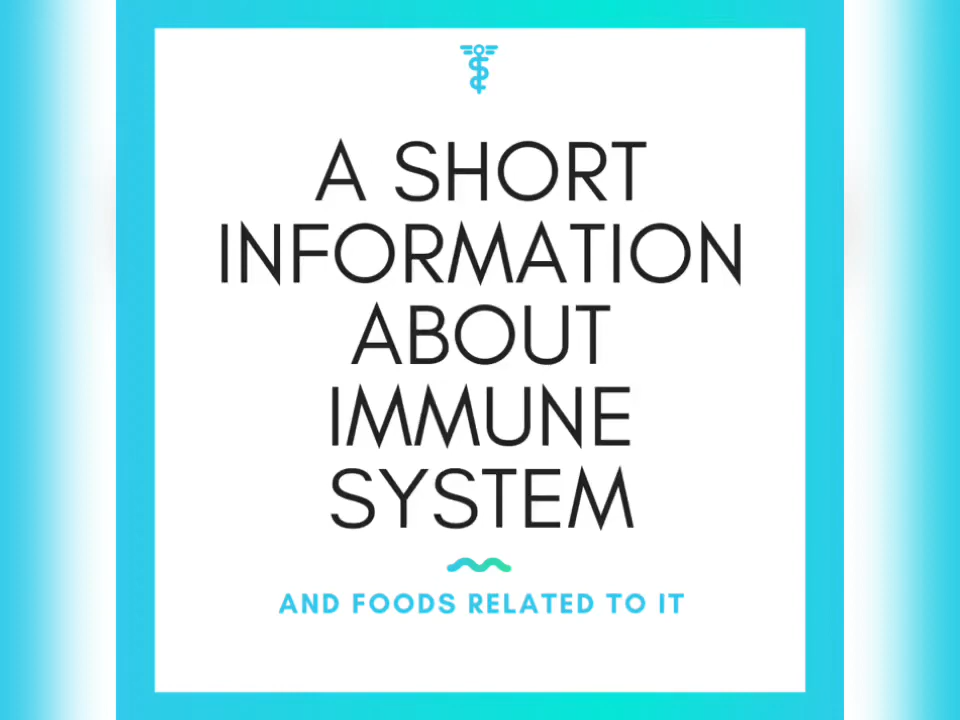 A SHORT
INFORMATION
ABOUT
IMMUNE
SYSTEM
AND FOODS RELATED TO IT